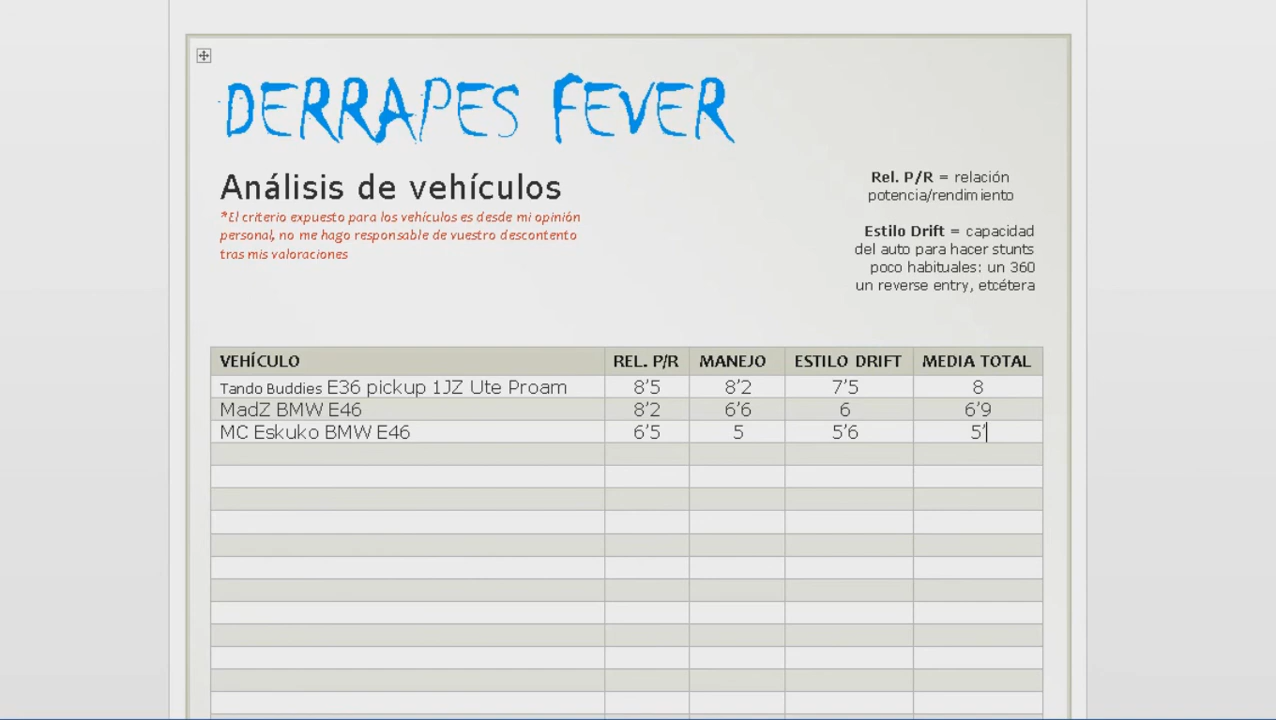 DERRAPES FEVER
Análisis de vehículos
*El criterio expuesto para los vehículos es desde mi opinión
personal, no me hago responsable de vuestro descontento
tras mis valoraciones
Rel. P/R = relación
potencia/rendimiento
Estilo Drift = capacidad
del auto para hacer stunts
poco habituales: un 360
un reverse entry, etcétera
VEHÍCULO REL. P/R MANEJO ESTILO DRIFT MEDIA TOTAL
Tando Buddies E36 pickup 1JZ Ute Proam 8’5 8’2 7’5 8
MadZ BMW E46 8’2 6’6 6 6’9
MC Eskuko BMW E46 6’5 5 5’6 5’